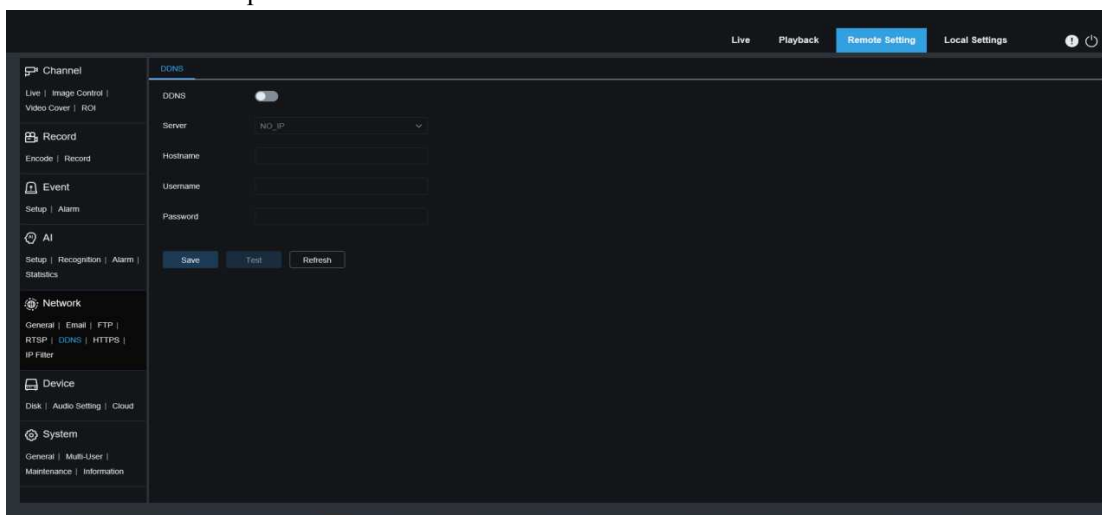 Live Playback Remote Setting Local Settings
Channel
Live | Image Control |
Video Cover | ROI
Record
Encode | Record
Event
Setup | Alarm
AI
Setup | Recognition | Alarm |
Statistics
Network
General | Email | FTP |
RTSP | DDNS | HTTPS |
IP Filter
Device
Disk | Audio Setting | Cloud
System
General | Multi-User |
Maintenance | Information
DDNS
DDNS
Server NO_IP
Hostname
Username
Password
Save Test Refresh